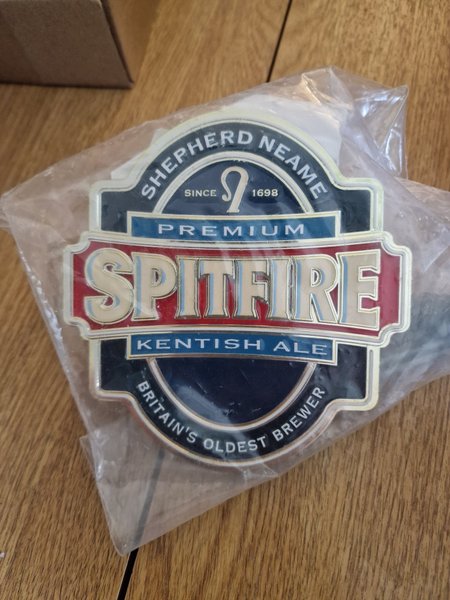 SHEPHERD NEAME
SINCE 1698
PREMIUM
SPITFIRE
KENTISH ALE
BRITAIN'S OLDEST BREWER